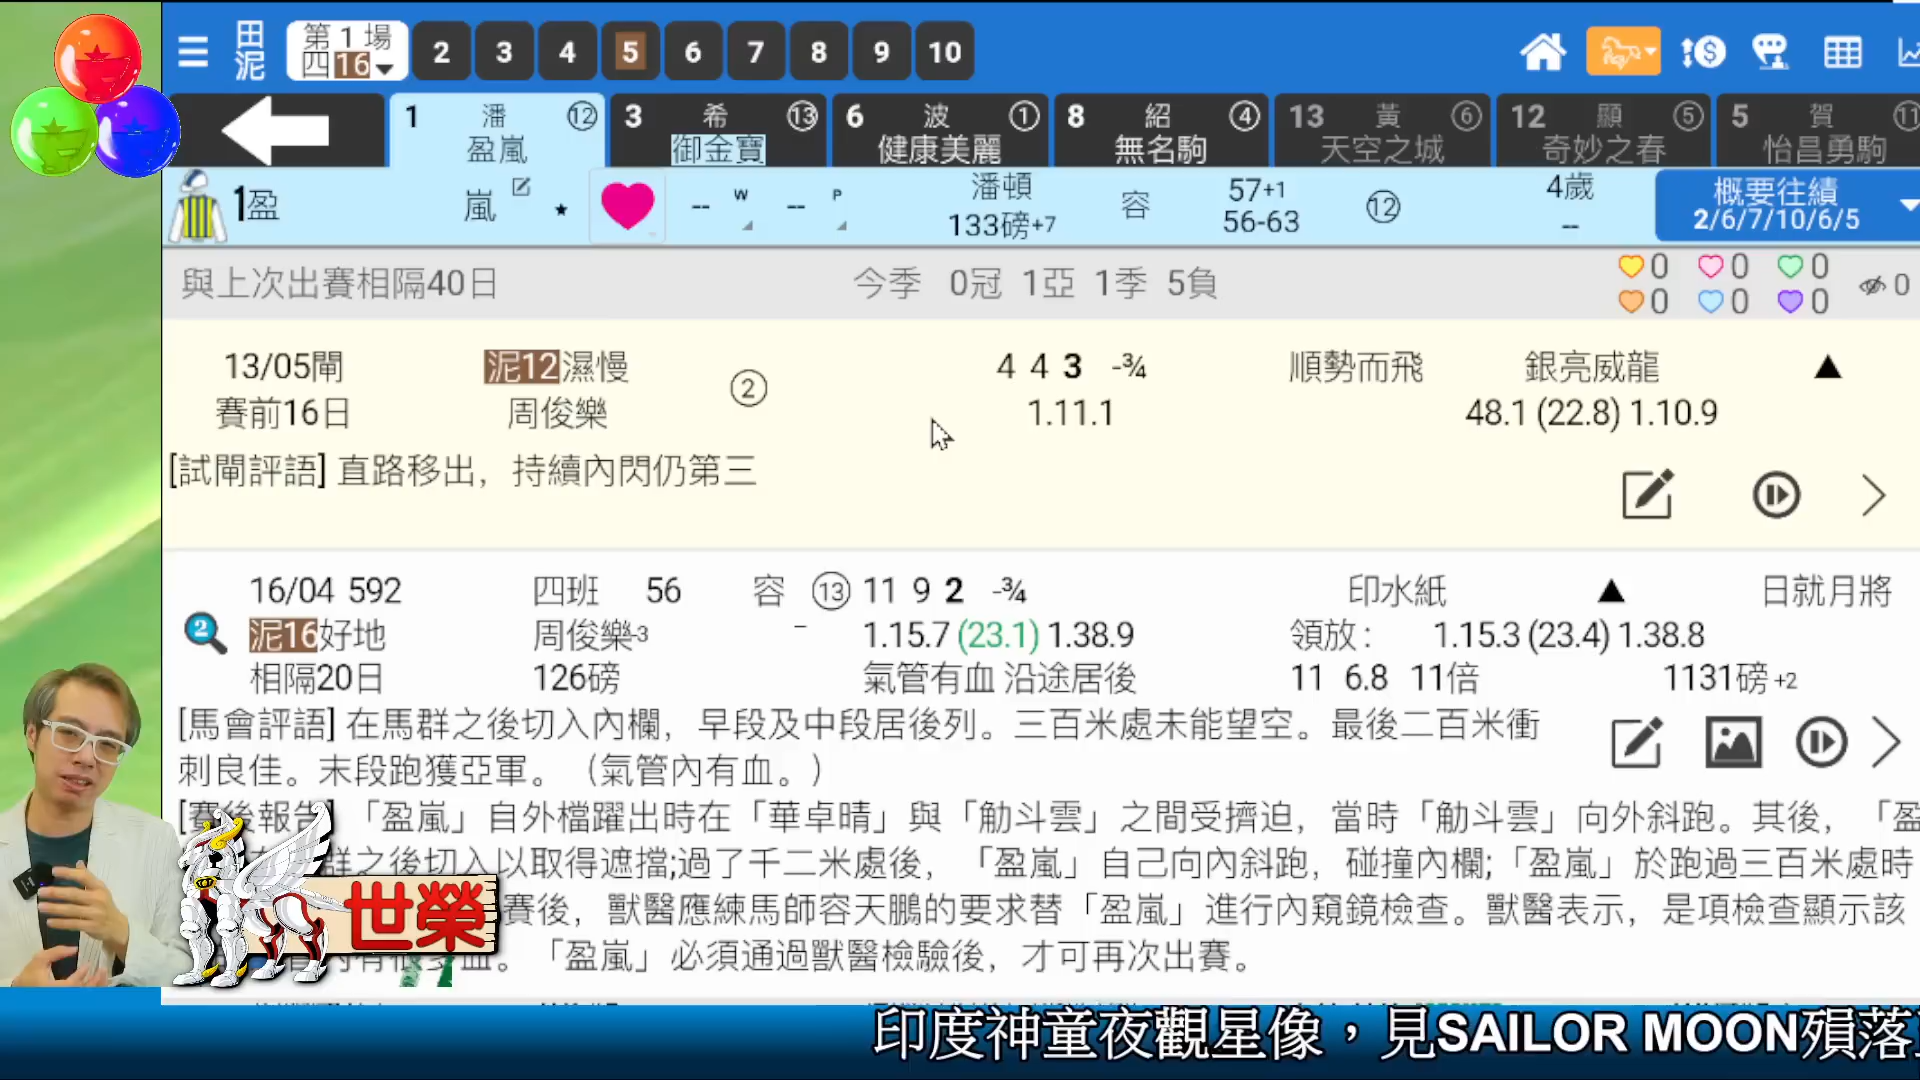 田泥 第1場 四16 2 3 4 5 6 7 8 9 10
1 潘 ⑫ 盈嵐
3 希 ⑬ 御金寶
6 波 ① 健康美麗
8 紹 ④ 無名駒
13 黃 ⑥ 天空之城
12 顯 ⑤ 奇妙之春
5 賀 ⑪ 怡昌勇駒
1盈嵐 ★ -- W -- P 潘頓 133磅+7 容 57+1 56-63 ⑫ 4歲 -- 概要往績 2/6/7/10/6/5
與上次出賽相隔40日 今季 0冠 1亞 1季 5負 0 0 0 0 0 0 0
13/05閘 泥12濕慢 ② 4 4 3 -¾ 順勢而飛 銀亮威龍 ▲
賽前16日 周俊樂 1.11.1 48.1 (22.8) 1.10.9
[試閘評語] 直路移出，持續內閃仍第三
16/04 592 四班 56 容 ⑬ 11 9 2 -¾ 印水紙 ▲ 日就月將
2 泥16好地 周俊樂-3 – 1.15.7 (23.1) 1.38.9 領放： 1.15.3 (23.4) 1.38.8
相隔20日 126磅 氣管有血 沿途居後 11 6.8 11倍 1131磅+2
[馬會評語] 在馬群之後切入內欄，早段及中段居後列。三百米處未能望空。最後二百米衝
刺良佳。末段跑獲亞軍。（氣管內有血。）
[賽後報告] 「盈嵐」自外檔躍出時在「華卓晴」與「觔斗雲」之間受擠迫，當時「觔斗雲」向外斜跑。其後，「盈
群之後切入以取得遮擋;過了千二米處後，「盈嵐」自己向內斜跑，碰撞內欄;「盈嵐」於跑過三百米處時
賽後，獸醫應練馬師容天鵬的要求替「盈嵐」進行內窺鏡檢查。獸醫表示，是項檢查顯示該
血。「盈嵐」必須通過獸醫檢驗後，才可再次出賽。
世榮
印度神童夜觀星像，見SAILOR MOON殞落